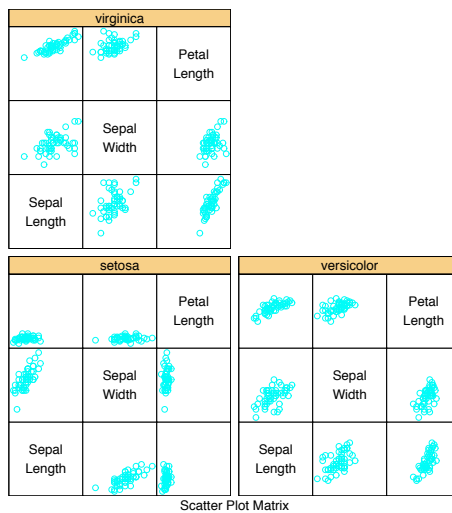 virginica
Petal
Length
Sepal
Width
Sepal
Length
setosa
Petal
Length
Sepal
Width
Sepal
Length
versicolor
Petal
Length
Sepal
Width
Sepal
Length
Scatter Plot Matrix